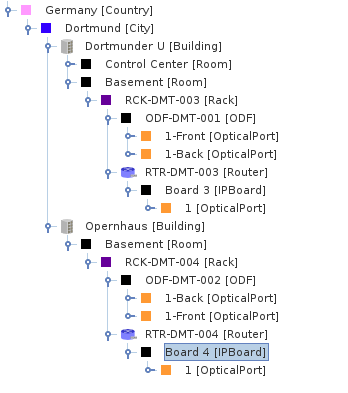 Germany [Country]
Dortmund [City]
Dortmunder U [Building]
Control Center [Room]
Basement [Room]
RCK-DMT-003 [Rack]
ODF-DMT-001 [ODF]
1-Front [OpticalPort]
1-Back [OpticalPort]
RTR-DMT-003 [Router]
Board 3 [IPBoard]
1 [OpticalPort]
Opernhaus [Building]
Basement [Room]
RCK-DMT-004 [Rack]
ODF-DMT-002 [ODF]
1-Back [OpticalPort]
1-Front [OpticalPort]
RTR-DMT-004 [Router]
Board 4 [IPBoard]
1 [OpticalPort]